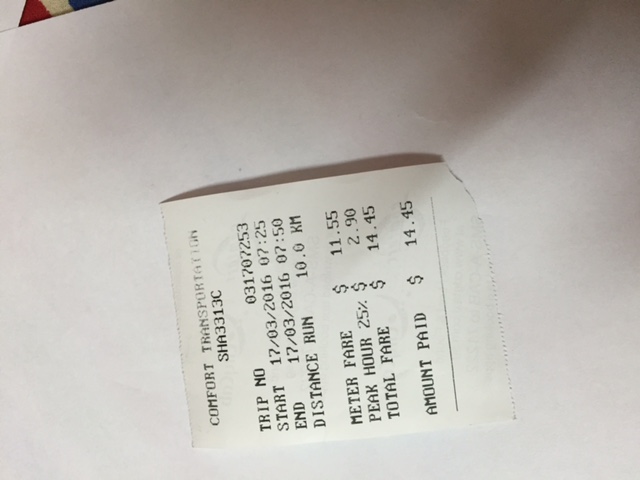 COMFORT TRANSPORTATION
SHA3313C
TRIP NO 031707253
START 17/03/2016 07:25
END 17/03/2016 07:50
DISTANCE RUN 10.0 KM
METER FARE $ 11.55
PEAK HOUR 25% $ 2.90
TOTAL FARE $ 14.45
AMOUNT PAID $ 14.45